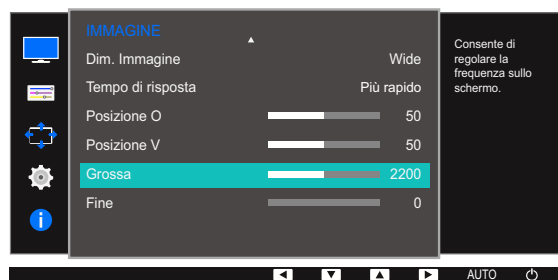 IMMAGINE
Dim. Immagine Wide
Tempo di risposta Più rapido
Posizione O 50
Posizione V 50
Grossa 2200
Fine 0
Consente di
regolare la
frequenza sullo
schermo.
AUTO